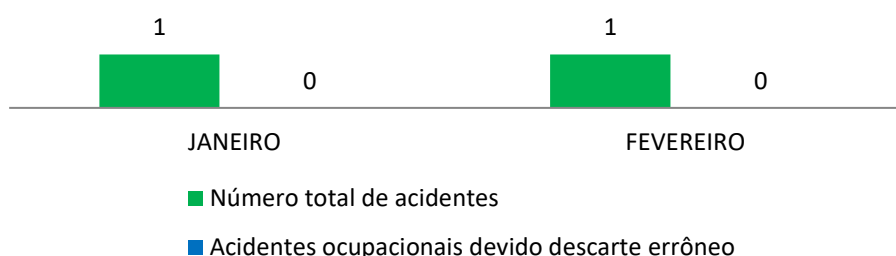 1 1
0 0
JANEIRO FEVEREIRO
Número total de acidentes
Acidentes ocupacionais devido descarte errôneo